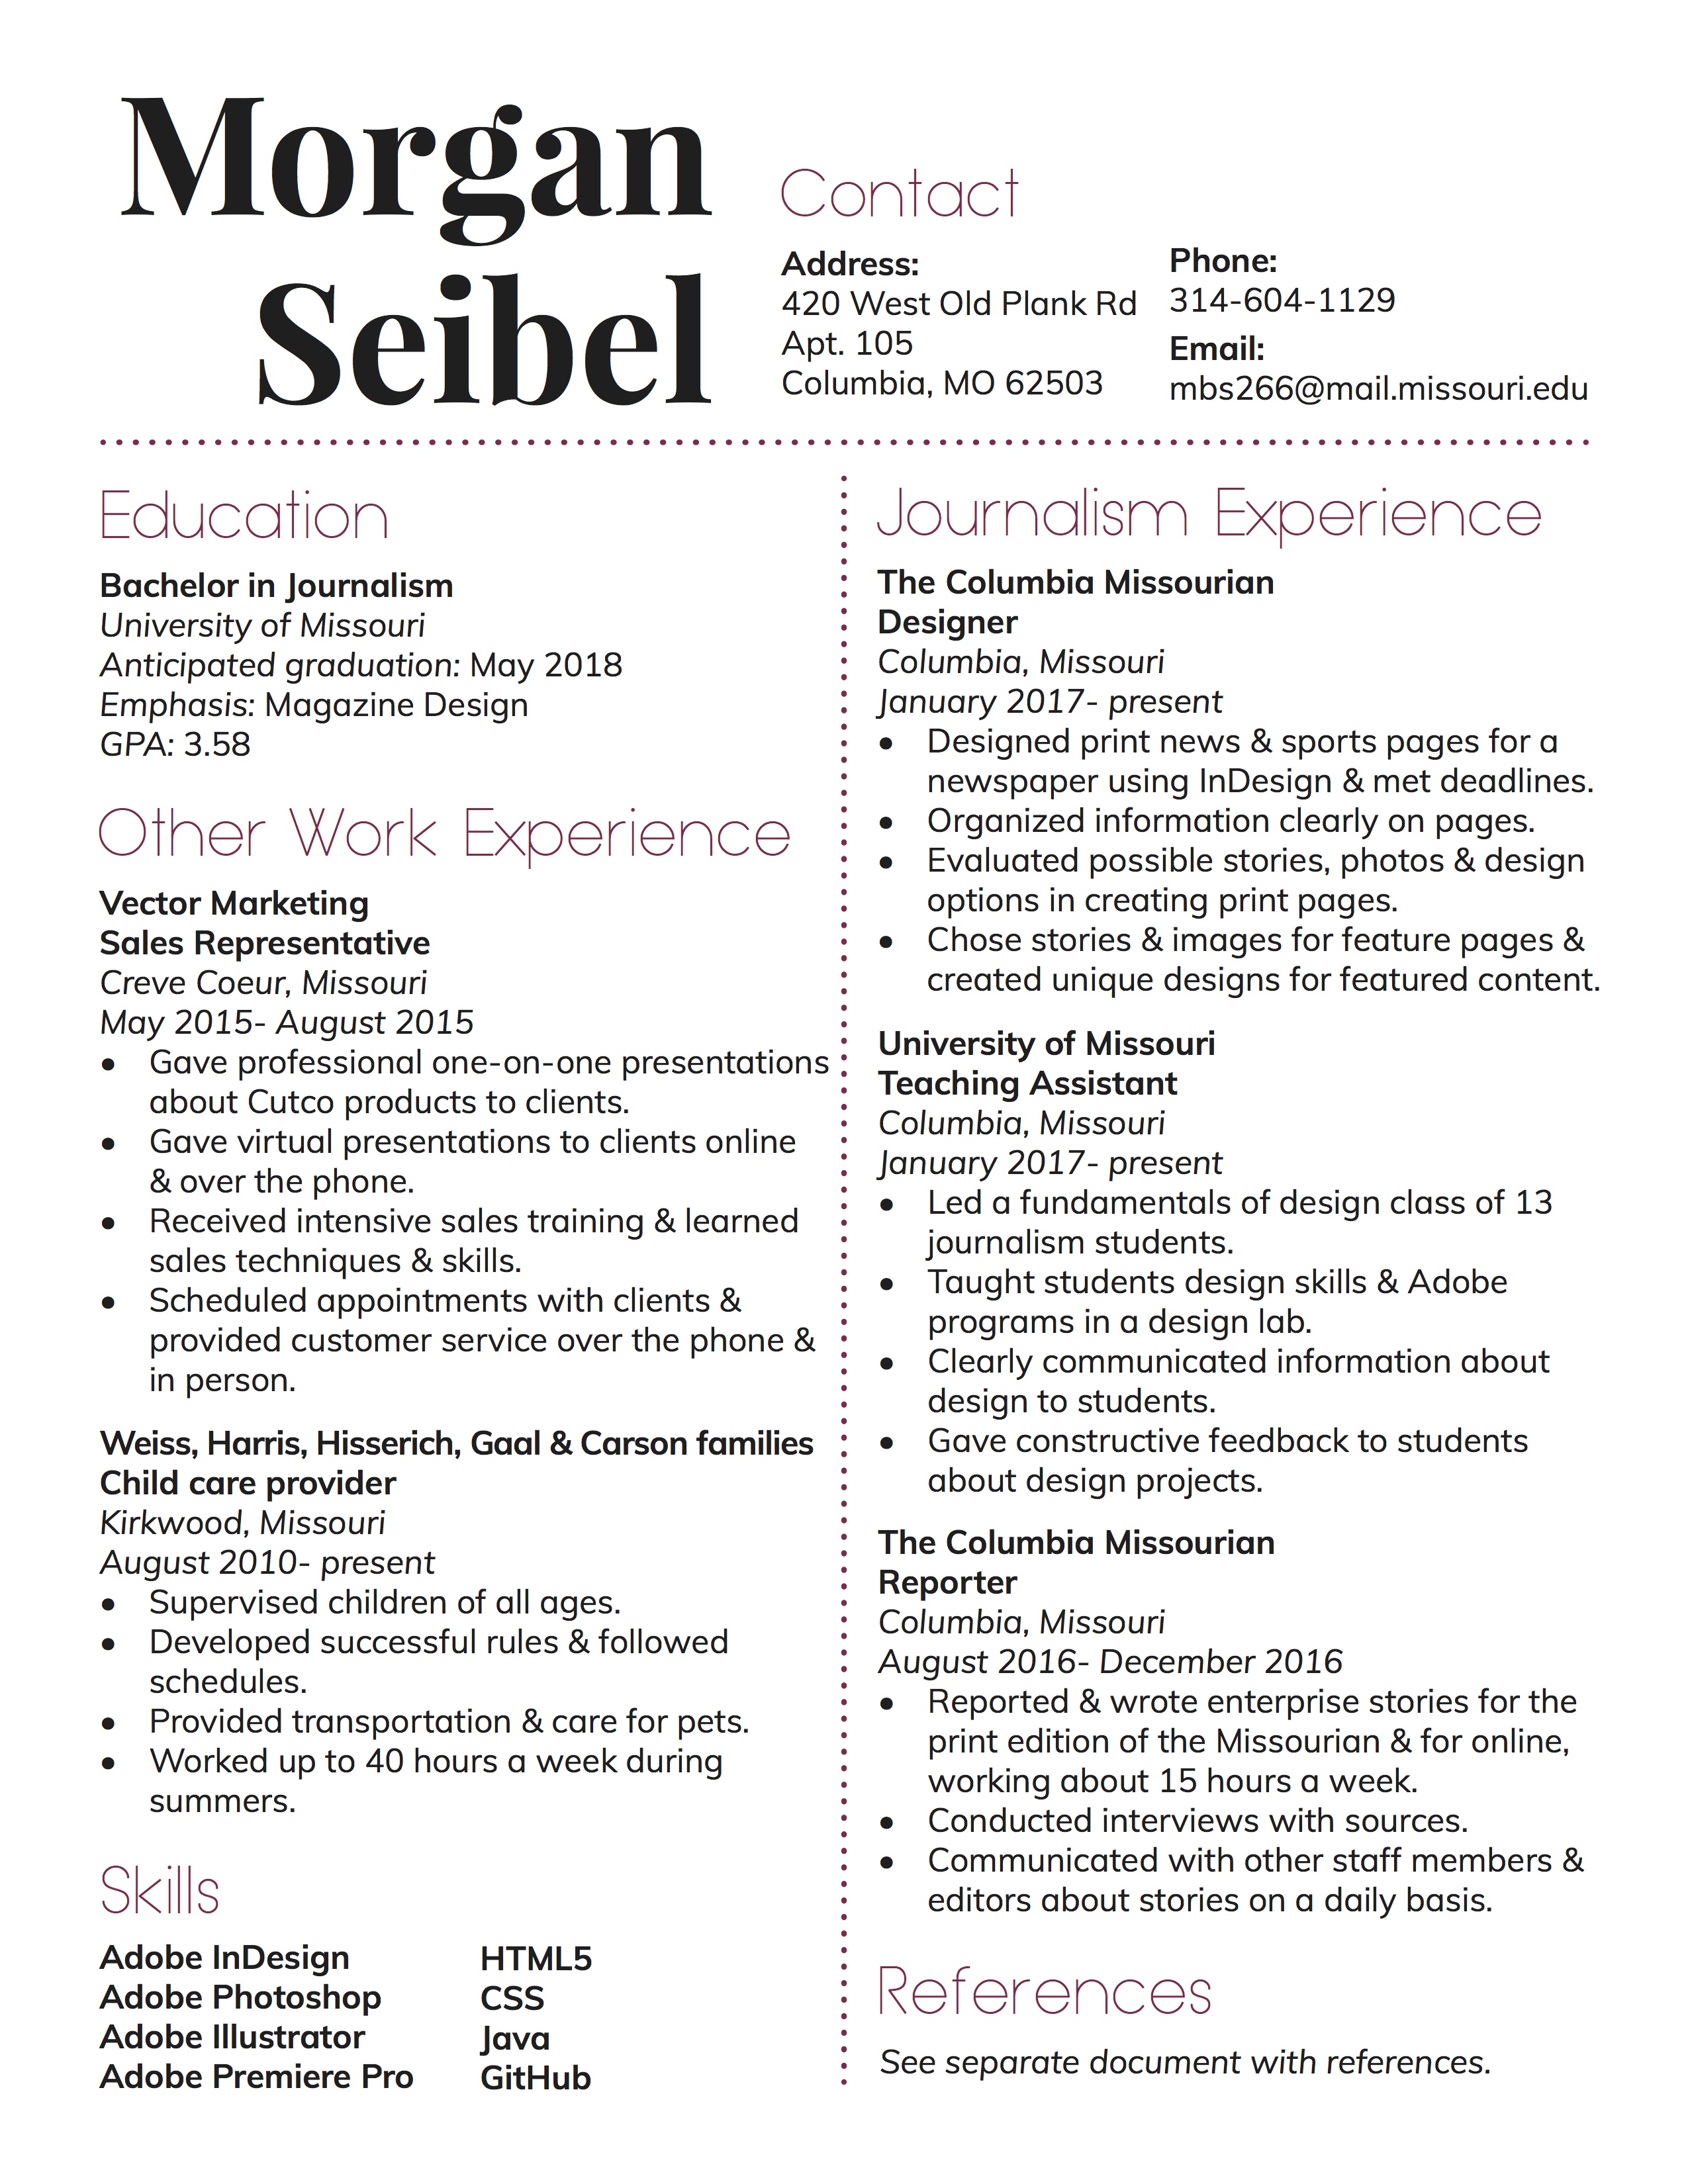 Morgan
Seibel
Contact
Address:
420 West Old Plank Rd
Apt. 105
Columbia, MO 62503
Phone:
314-604-1129
Email:
mbs266@mail.missouri.edu
Education
Bachelor in Journalism
University of Missouri
Anticipated graduation: May 2018
Emphasis: Magazine Design
GPA: 3.58
Other Work Experience
Vector Marketing
Sales Representative
Creve Coeur, Missouri
May 2015- August 2015
• Gave professional one-on-one presentations
about Cutco products to clients.
• Gave virtual presentations to clients online
& over the phone.
• Received intensive sales training & learned
sales techniques & skills.
• Scheduled appointments with clients &
provided customer service over the phone &
in person.
Weiss, Harris, Hisserich, Gaal & Carson families
Child care provider
Kirkwood, Missouri
August 2010- present
• Supervised children of all ages.
• Developed successful rules & followed
schedules.
• Provided transportation & care for pets.
• Worked up to 40 hours a week during
summers.
Skills
Adobe InDesign
Adobe Photoshop
Adobe Illustrator
Adobe Premiere Pro
HTML5
CSS
Java
GitHub
Journalism Experience
The Columbia Missourian
Designer
Columbia, Missouri
January 2017- present
• Designed print news & sports pages for a
newspaper using InDesign & met deadlines.
• Organized information clearly on pages.
• Evaluated possible stories, photos & design
options in creating print pages.
• Chose stories & images for feature pages &
created unique designs for featured content.
University of Missouri
Teaching Assistant
Columbia, Missouri
January 2017- present
• Led a fundamentals of design class of 13
journalism students.
• Taught students design skills & Adobe
programs in a design lab.
• Clearly communicated information about
design to students.
• Gave constructive feedback to students
about design projects.
The Columbia Missourian
Reporter
Columbia, Missouri
August 2016- December 2016
• Reported & wrote enterprise stories for the
print edition of the Missourian & for online,
working about 15 hours a week.
• Conducted interviews with sources.
• Communicated with other staff members &
editors about stories on a daily basis.
References
See separate document with references.